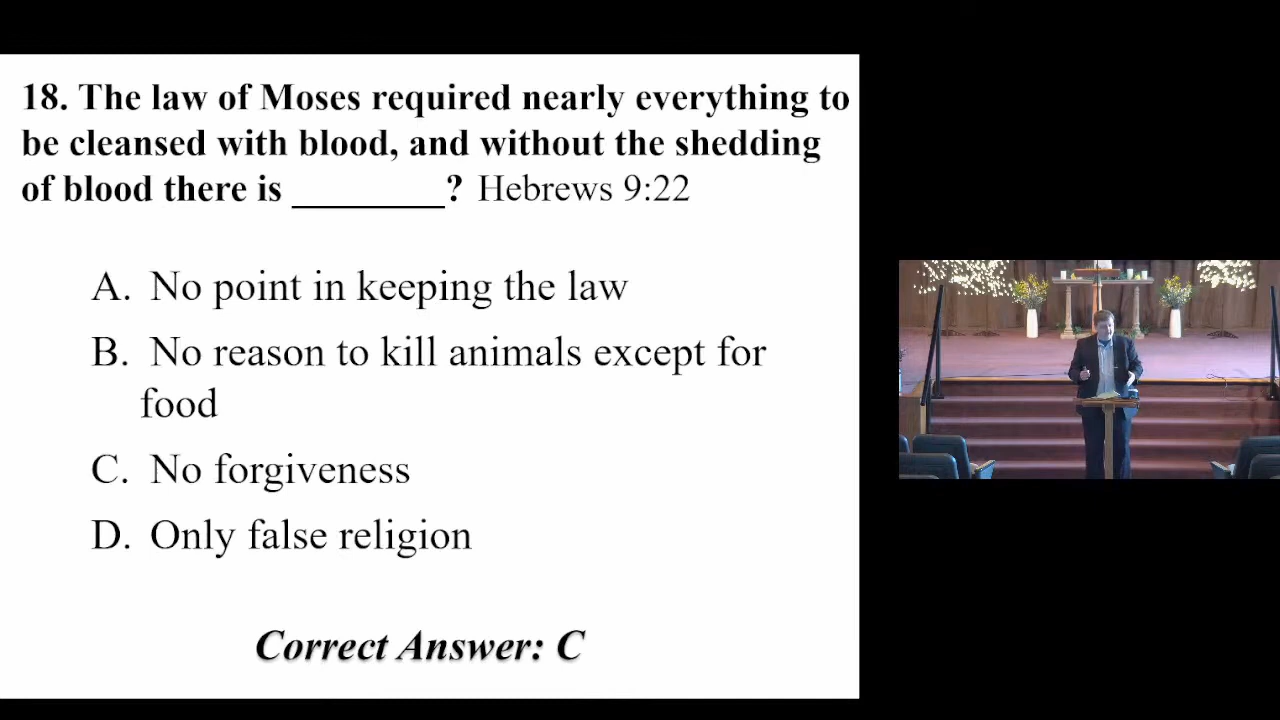 18. The law of Moses required nearly everything to
be cleansed with blood, and without the shedding
of blood there is ________? Hebrews 9:22
A. No point in keeping the law
B. No reason to kill animals except for
food
C. No forgiveness
D. Only false religion
Correct Answer: C